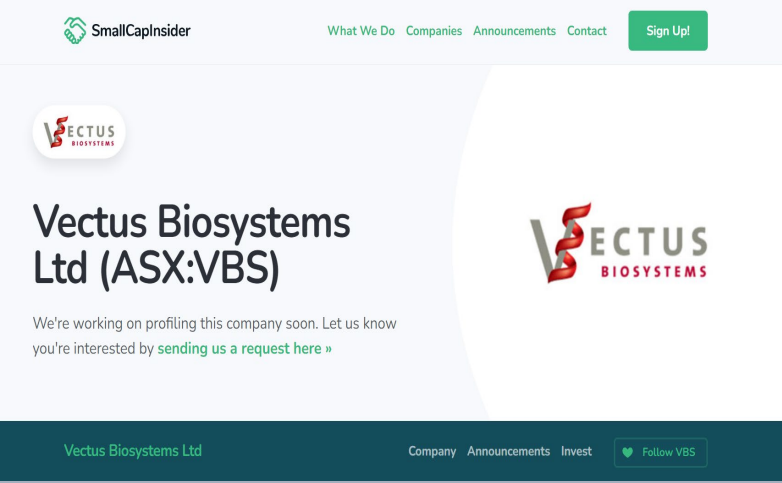 SmallCapInsider
What We Do Companies Announcements Contact Sign Up!
VECTUS
BIOSYSTEMS
Vectus Biosystems
Ltd (ASX:VBS)
We're working on profiling this company soon. Let us know
you're interested by sending us a request here »
VECTUS
BIOSYSTEMS
Vectus Biosystems Ltd
Company Announcements Invest Follow VBS